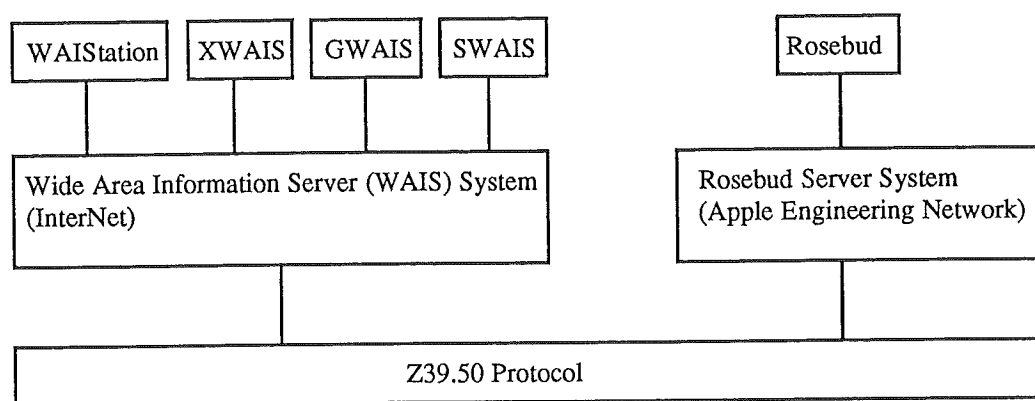 WAIStation
XWAIS
GWAIS
SWAIS
Rosebud
Wide Area Information Server (WAIS) System
(InterNet)
Rosebud Server System
(Apple Engineering Network)
Z39.50 Protocol